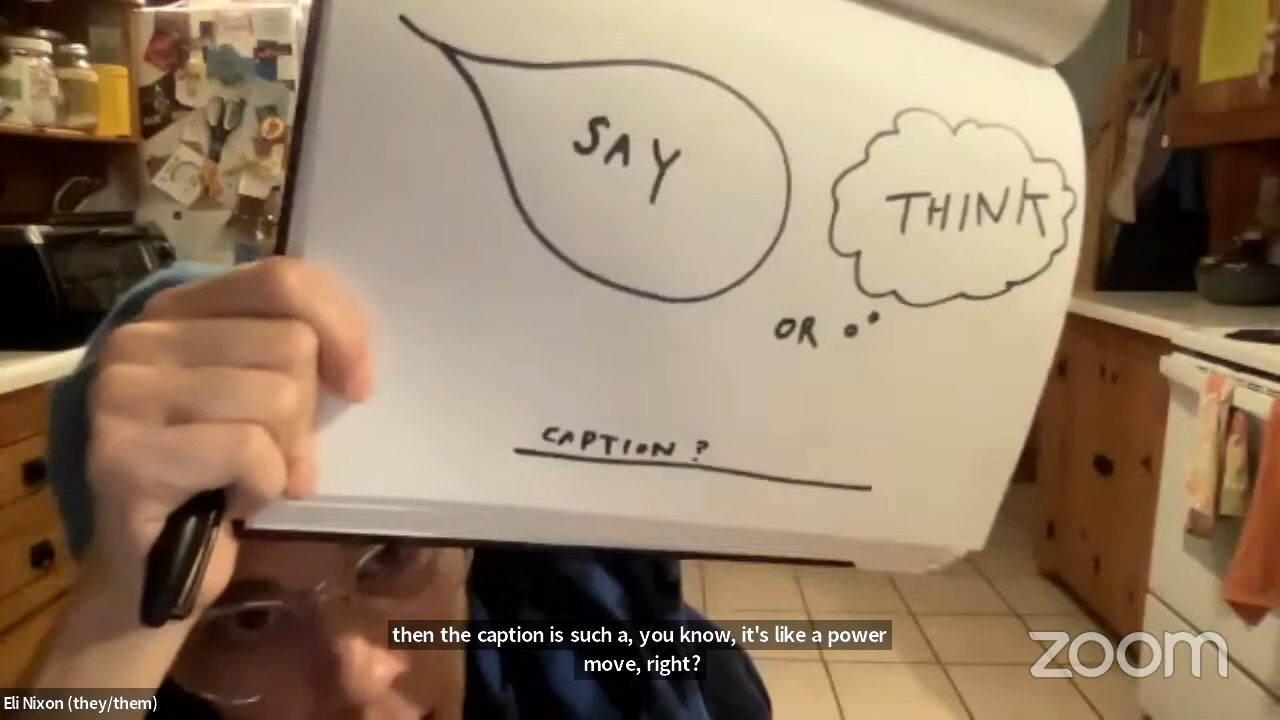 SAY
THINK
OR
CAPTION?
then the caption is such a, you know, it's like a power
move, right?
zoom
Eli Nixon (they/them)